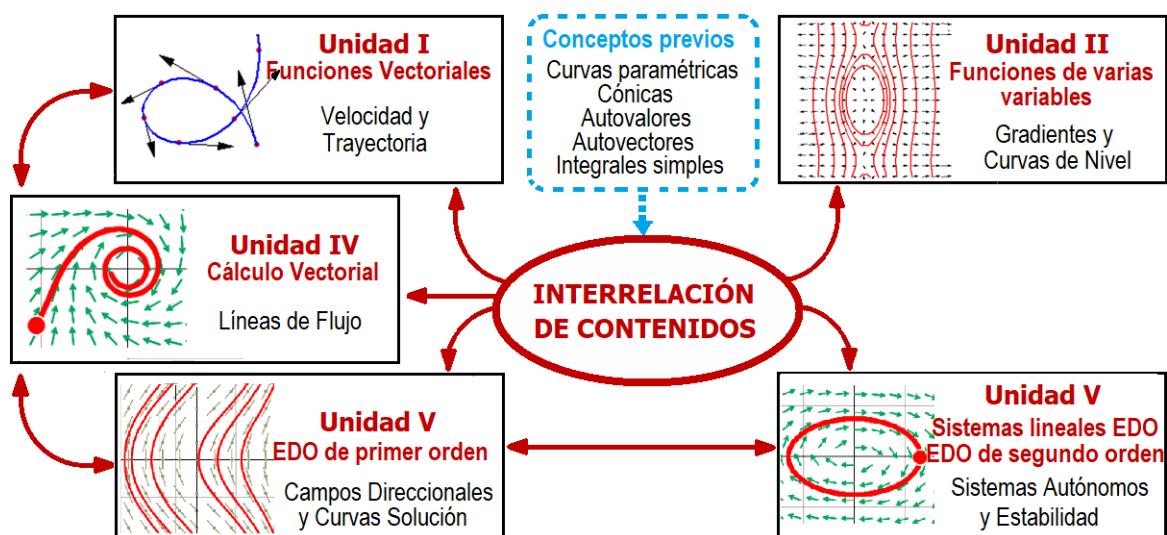 Unidad I
Funciones Vectoriales
Velocidad y
Trayectoria
Conceptos previos
Curvas paramétricas
Cónicas
Autovalores
Autovectores
Integrales simples
Unidad II
Funciones de varias
variables
Gradientes y
Curvas de Nivel
Unidad IV
Cálculo Vectorial
Líneas de Flujo
INTERRELACIÓN
DE CONTENIDOS
Unidad V
EDO de primer orden
Campos Direccionales
y Curvas Solución
Unidad V
Sistemas lineales EDO
EDO de segundo orden
Sistemas Autónomos
y Estabilidad